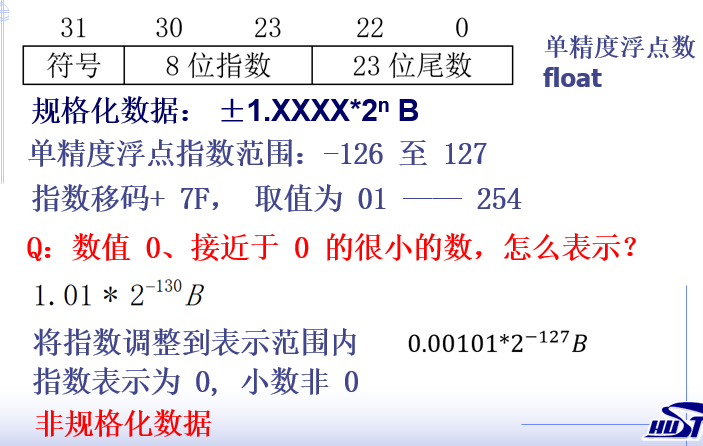 31 30 23 22 0
符号 8 位指数 23 位尾数
单精度浮点数
float
规格化数据： ±1.XXXX*2ⁿ B
单精度浮点指数范围：-126 至 127
指数移码+ 7F， 取值为 01 —— 254
Q：数值 0、接近于 0 的很小的数，怎么表示？
1.01 * 2⁻¹³⁰ B
将指数调整到表示范围内 0.00101*2⁻¹²⁷B
指数表示为 0, 小数非 0
非规格化数据
HUST